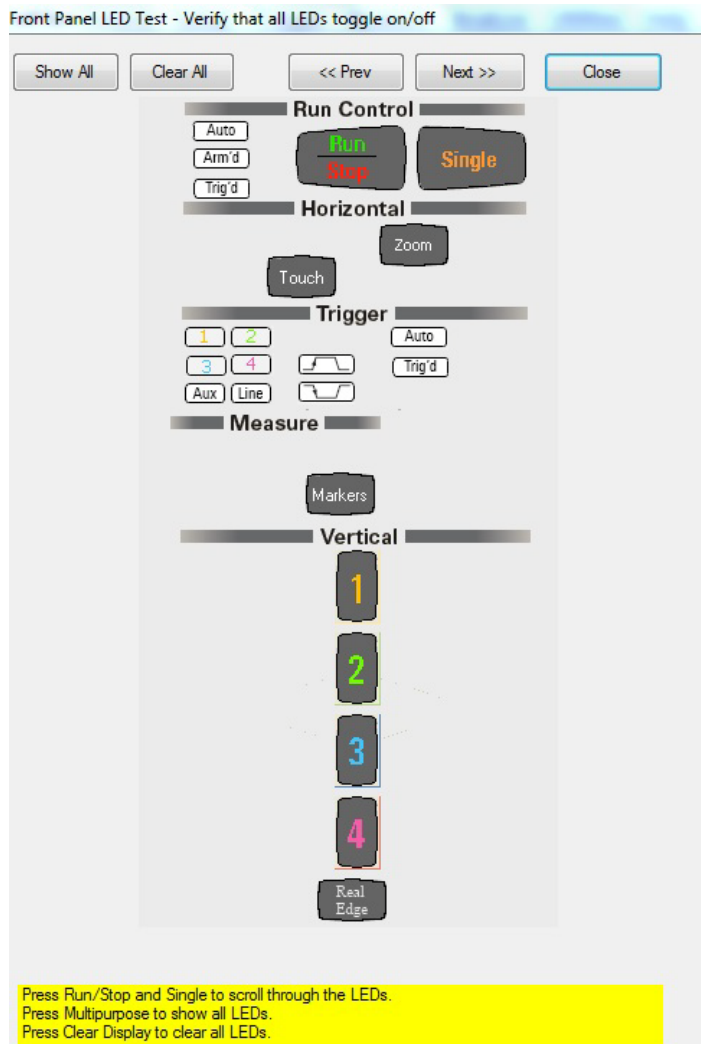 Front Panel LED Test - Verify that all LEDs toggle on/off
Show All
Clear All
<< Prev
Next >>
Close
Run Control
Auto
Arm'd
Trig'd
Run
Stop
Single
Horizontal
Zoom
Touch
Trigger
1
2
3
4
Aux
Line
Auto
Trig'd
Measure
Markers
Vertical
1
2
3
4
Real
Edge
Press Run/Stop and Single to scroll through the LEDs.
Press Multipurpose to show all LEDs.
Press Clear Display to clear all LEDs.